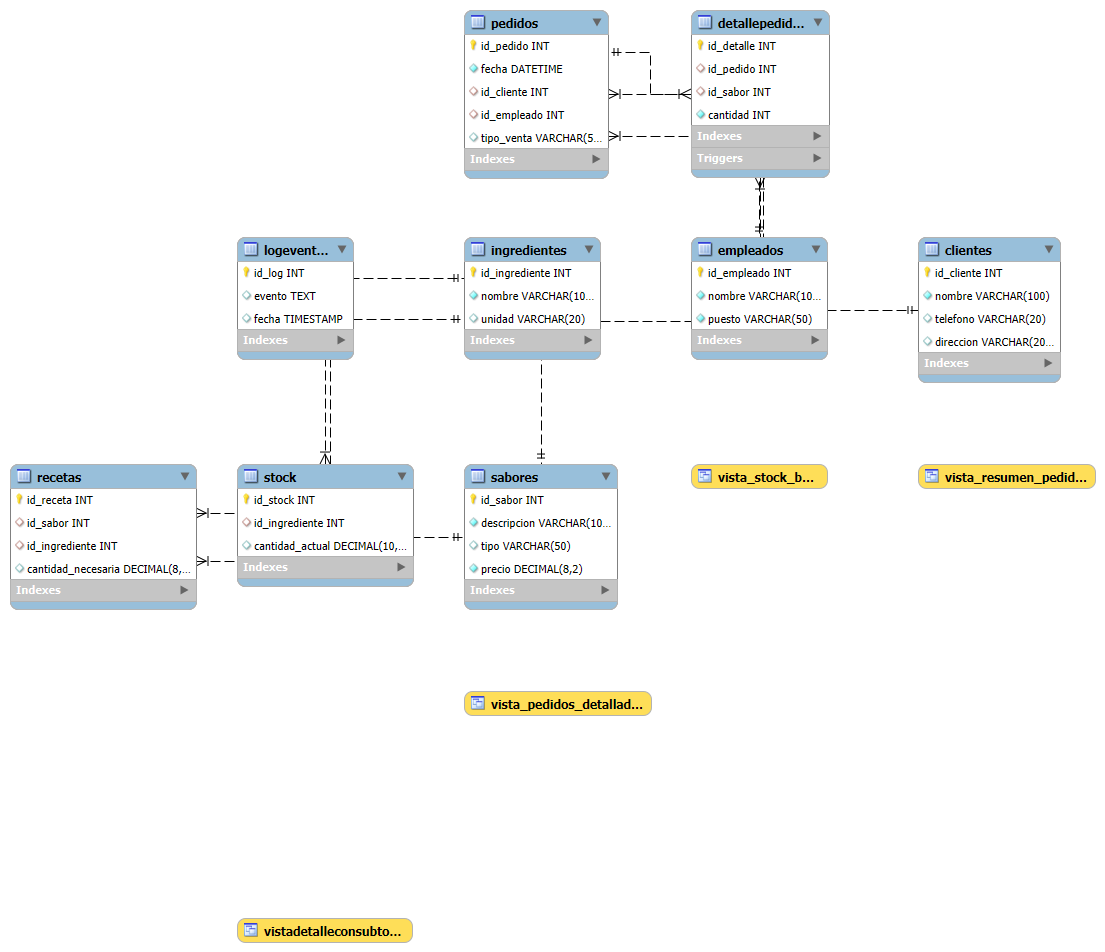 pedidos
id_pedido INT
fecha DATETIME
id_cliente INT
id_empleado INT
tipo_venta VARCHAR(5...
Indexes
detallepedid...
id_detalle INT
id_pedido INT
id_sabor INT
cantidad INT
Indexes
Triggers
logevent...
id_log INT
evento TEXT
fecha TIMESTAMP
Indexes
ingredientes
id_ingrediente INT
nombre VARCHAR(10...
unidad VARCHAR(20)
Indexes
empleados
id_empleado INT
nombre VARCHAR(10...
puesto VARCHAR(50)
Indexes
clientes
id_cliente INT
nombre VARCHAR(100)
telefono VARCHAR(20)
direccion VARCHAR(20...
Indexes
recetas
id_receta INT
id_sabor INT
id_ingrediente INT
cantidad_necesaria DECIMAL(8,...
Indexes
stock
id_stock INT
id_ingrediente INT
cantidad_actual DECIMAL(10,...
Indexes
sabores
id_sabor INT
descripcion VARCHAR(10...
tipo VARCHAR(50)
precio DECIMAL(8,2)
Indexes
vista_stock_b...
vista_resumen_pedid...
vista_pedidos_detallad...
vistadetalleconsubto...